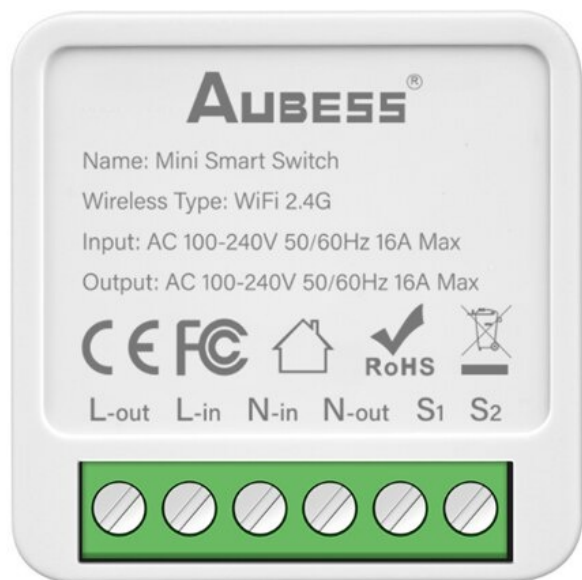 AUBESS®
Name: Mini Smart Switch
Wireless Type: WiFi 2.4G
Input: AC 100-240V 50/60Hz 16A Max
Output: AC 100-240V 50/60Hz 16A Max
CE FC RoHS
L-out L-in N-in N-out S1 S2